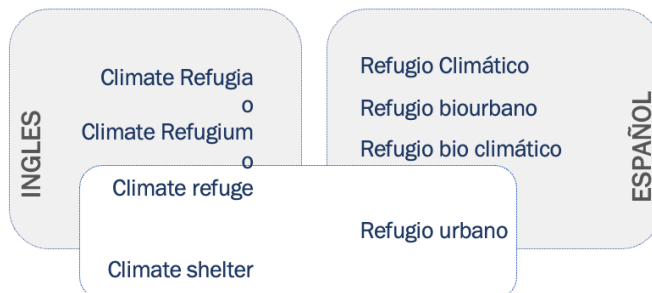 INGLES
Climate Refugia
o
Climate Refugium
o
Climate refuge
Climate shelter
Refugio Climático
Refugio biourbano
Refugio bio climático
Refugio urbano
ESPAÑOL